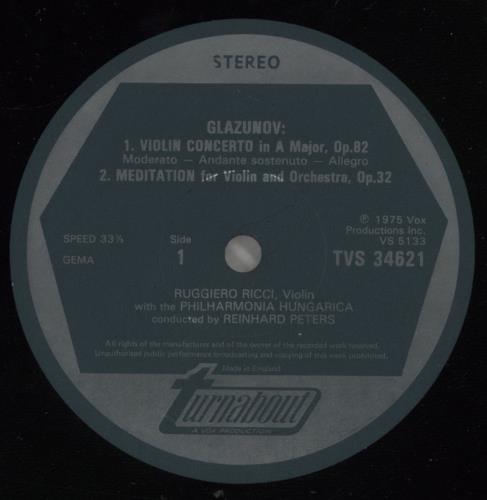 STEREO
GLAZUNOV:
1. VIOLIN CONCERTO in A Major, Op.82
Moderato – Andante sostenuto – Allegro
2. MEDITATION for Violin and Orchestra, Op.32
℗ 1975 Vox
Productions Inc.
VS 5133
SPEED 33⅓
Side
GEMA
1
TVS 34621
RUGGIERO RICCI, Violin
with the PHILHARMONIA HUNGARICA
conducted by REINHARD PETERS
All rights of the manufacturer and of the owner of the recorded work reserved.
Unauthorised public performance broadcasting and copying of this work prohibited.
Made in England
turnabout
A VOX PRODUCTION